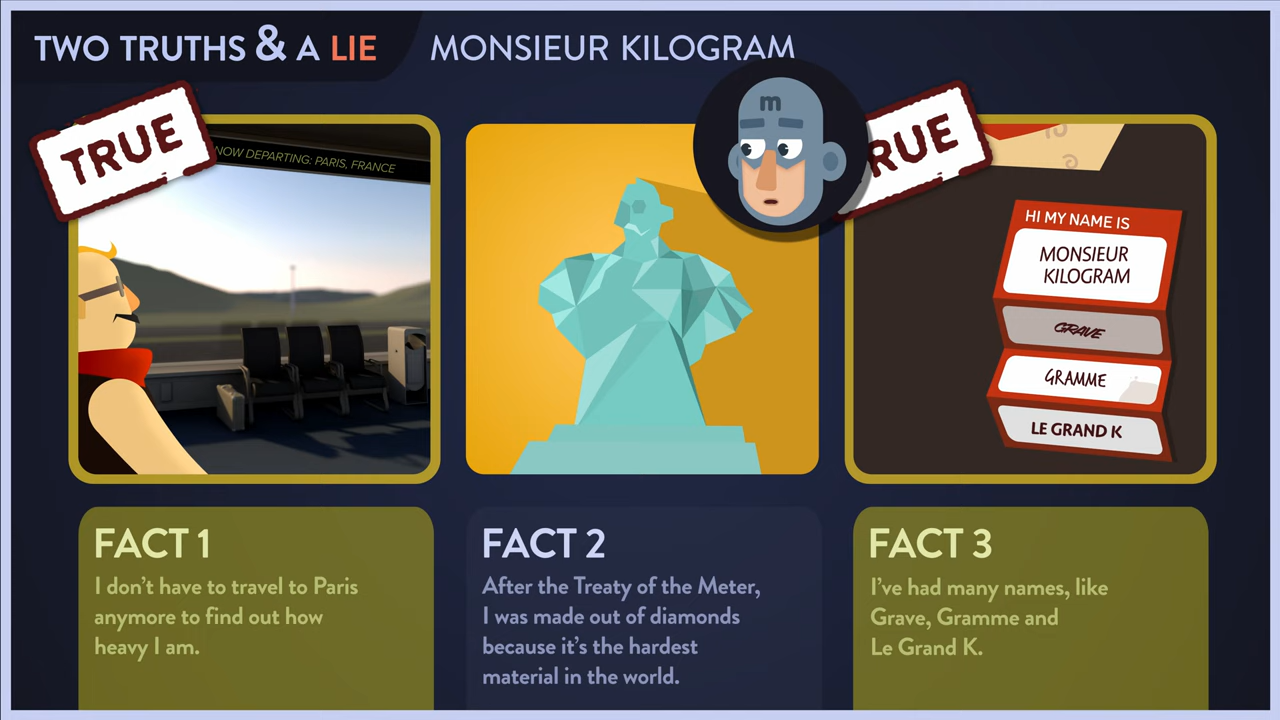 TWO TRUTHS & A LIE
MONSIEUR KILOGRAM
TRUE
NOW DEPARTING: PARIS, FRANCE
m
RUE
HI MY NAME IS
MONSIEUR
KILOGRAM
GRAVE
GRAMME
LE GRAND K
FACT 1
I don't have to travel to Paris
anymore to find out how
heavy I am.
FACT 2
After the Treaty of the Meter,
I was made out of diamonds
because it's the hardest
material in the world.
FACT 3
I've had many names, like
Grave, Gramme and
Le Grand K.